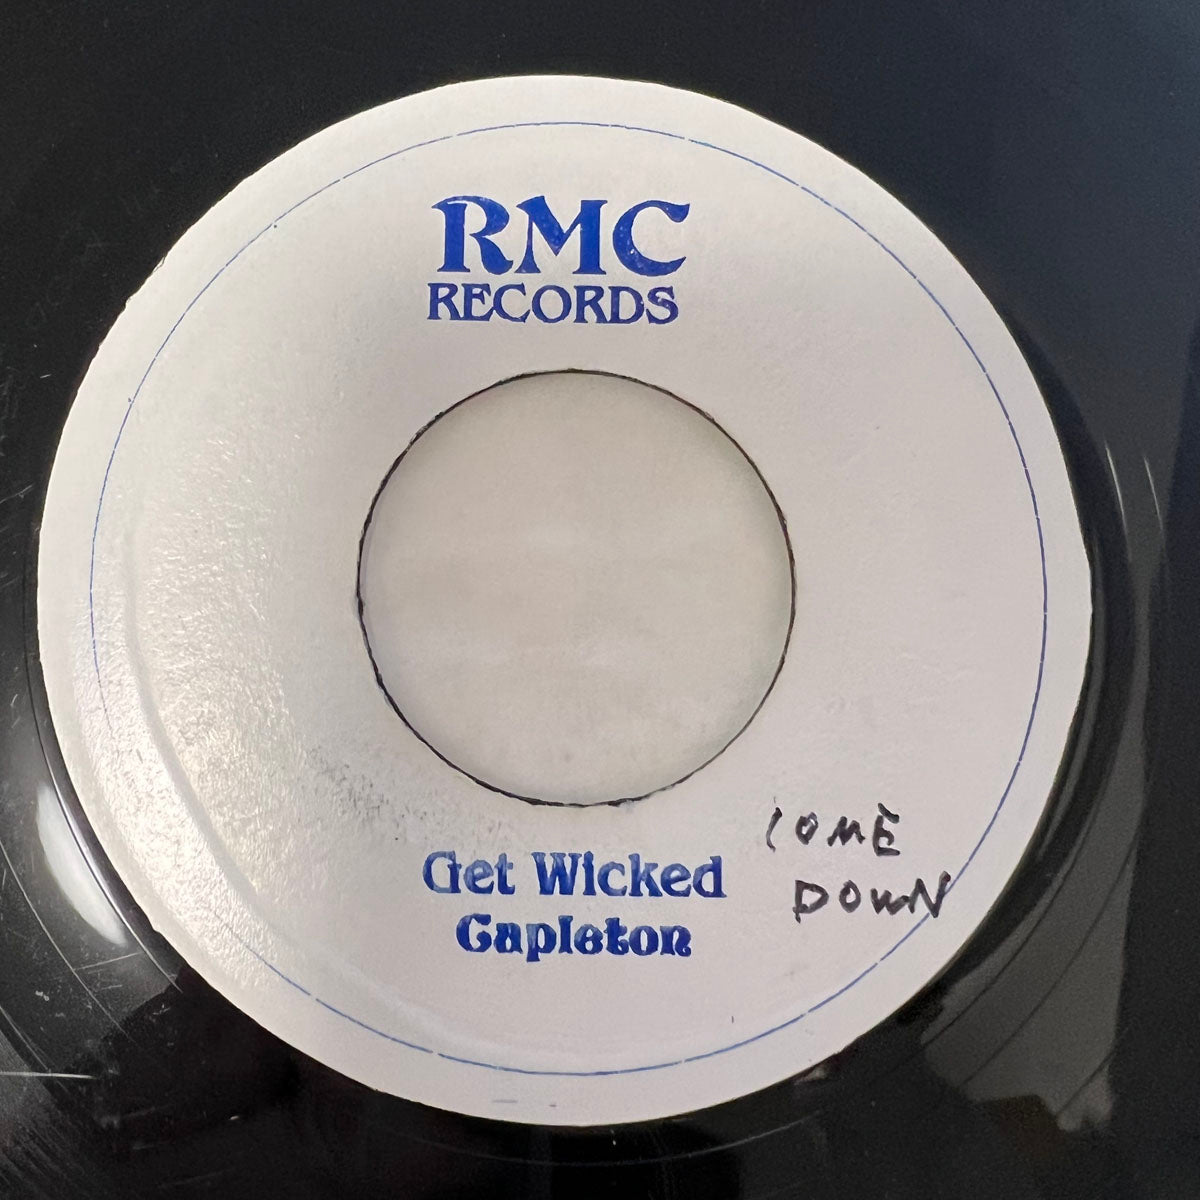 RMC
RECORDS
COME
DOWN
Get Wicked
Capleton